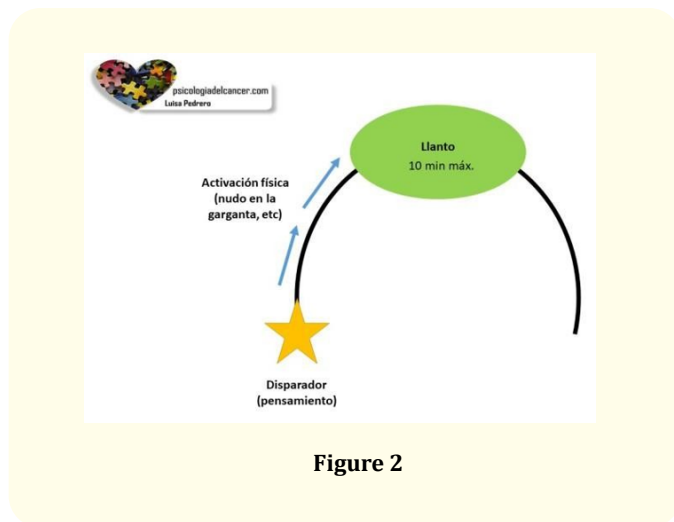 psicologiadelcancer.com
Luisa Pedrero
Llanto
10 min máx.
Activación física
(nudo en la
garganta, etc)
Disparador
(pensamiento)
Figure 2